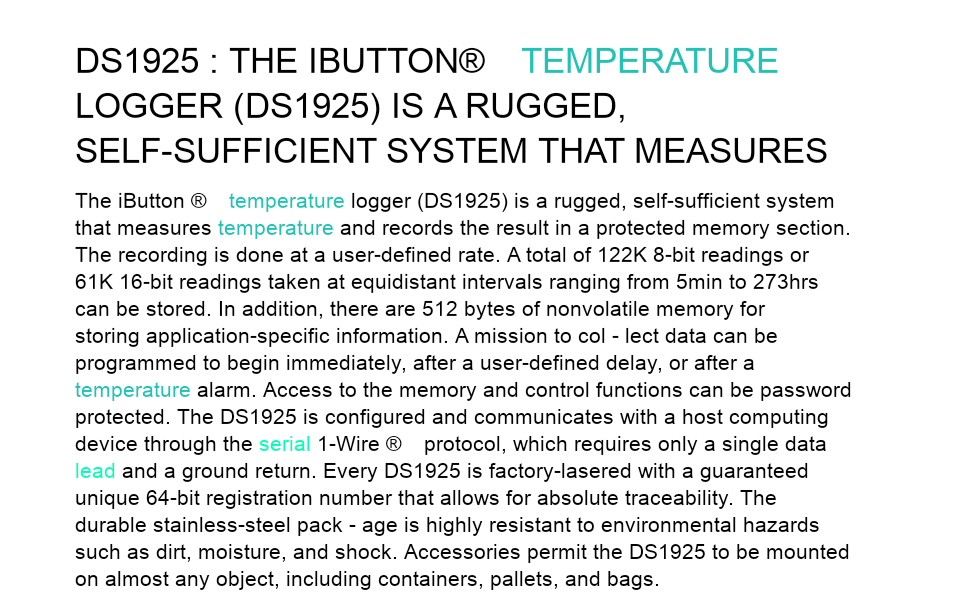 DS1925 : THE IBUTTON® TEMPERATURE
LOGGER (DS1925) IS A RUGGED,
SELF-SUFFICIENT SYSTEM THAT MEASURES
The iButton ® temperature logger (DS1925) is a rugged, self-sufficient system
that measures temperature and records the result in a protected memory section.
The recording is done at a user-defined rate. A total of 122K 8-bit readings or
61K 16-bit readings taken at equidistant intervals ranging from 5min to 273hrs
can be stored. In addition, there are 512 bytes of nonvolatile memory for
storing application-specific information. A mission to col - lect data can be
programmed to begin immediately, after a user-defined delay, or after a
temperature alarm. Access to the memory and control functions can be password
protected. The DS1925 is configured and communicates with a host computing
device through the serial 1-Wire ® protocol, which requires only a single data
lead and a ground return. Every DS1925 is factory-lasered with a guaranteed
unique 64-bit registration number that allows for absolute traceability. The
durable stainless-steel pack - age is highly resistant to environmental hazards
such as dirt, moisture, and shock. Accessories permit the DS1925 to be mounted
on almost any object, including containers, pallets, and bags.